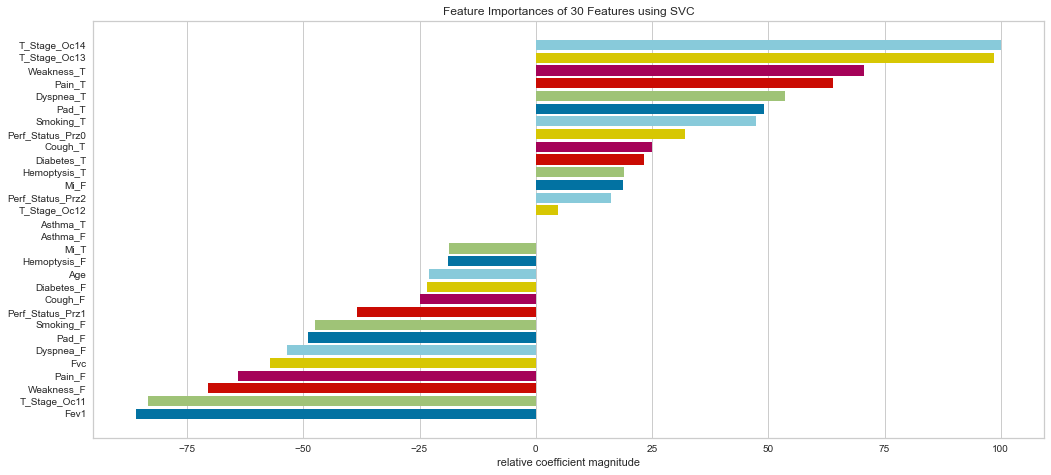 Feature Importances of 30 Features using SVC
T_Stage_Oc14
T_Stage_Oc13
Weakness_T
Pain_T
Dyspnea_T
Pad_T
Smoking_T
Perf_Status_Prz0
Cough_T
Diabetes_T
Hemoptysis_T
Mi_F
Perf_Status_Prz2
T_Stage_Oc12
Asthma_T
Asthma_F
Mi_T
Hemoptysis_F
Age
Diabetes_F
Cough_F
Perf_Status_Prz1
Smoking_F
Pad_F
Dyspnea_F
Fvc
Pain_F
Weakness_F
T_Stage_Oc11
Fev1
−75 −50 −25 0 25 50 75 100
relative coefficient magnitude